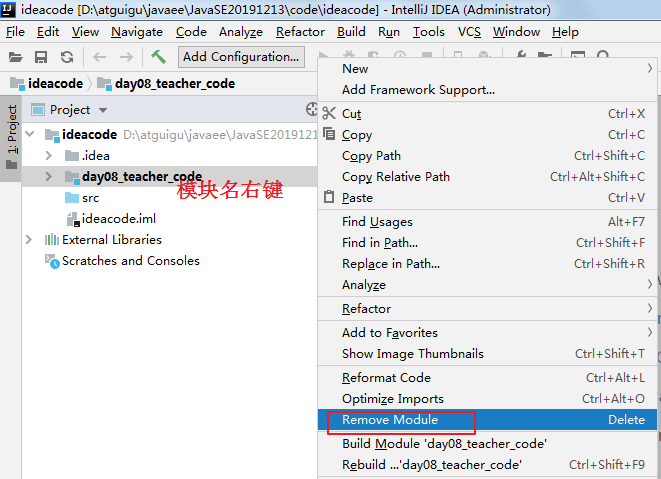 ideacode [D:\atguigu\javaee\JavaSE20191213\code\ideacode] - IntelliJ IDEA (Administrator)
File Edit View Navigate Code Analyze Refactor Build Run Tools VCS Window Help
Add Configuration...
ideacode day08_teacher_code
1: Project
Project
ideacode D:\atguigu\javaee\JavaSE2019121
.idea
day08_teacher_code
模块名右键
src
ideacode.iml
External Libraries
Scratches and Consoles
New
Add Framework Support...
Cut Ctrl+X
Copy Ctrl+C
Copy Path Ctrl+Shift+C
Copy Relative Path Ctrl+Alt+Shift+C
Paste Ctrl+V
Find Usages Alt+F7
Find in Path... Ctrl+Shift+F
Replace in Path... Ctrl+Shift+R
Analyze
Refactor
Add to Favorites
Show Image Thumbnails Ctrl+Shift+T
Reformat Code Ctrl+Alt+L
Optimize Imports Ctrl+Alt+O
Remove Module Delete
Build Module 'day08_teacher_code'
Rebuild ...'day08_teacher_code' Ctrl+Shift+F9